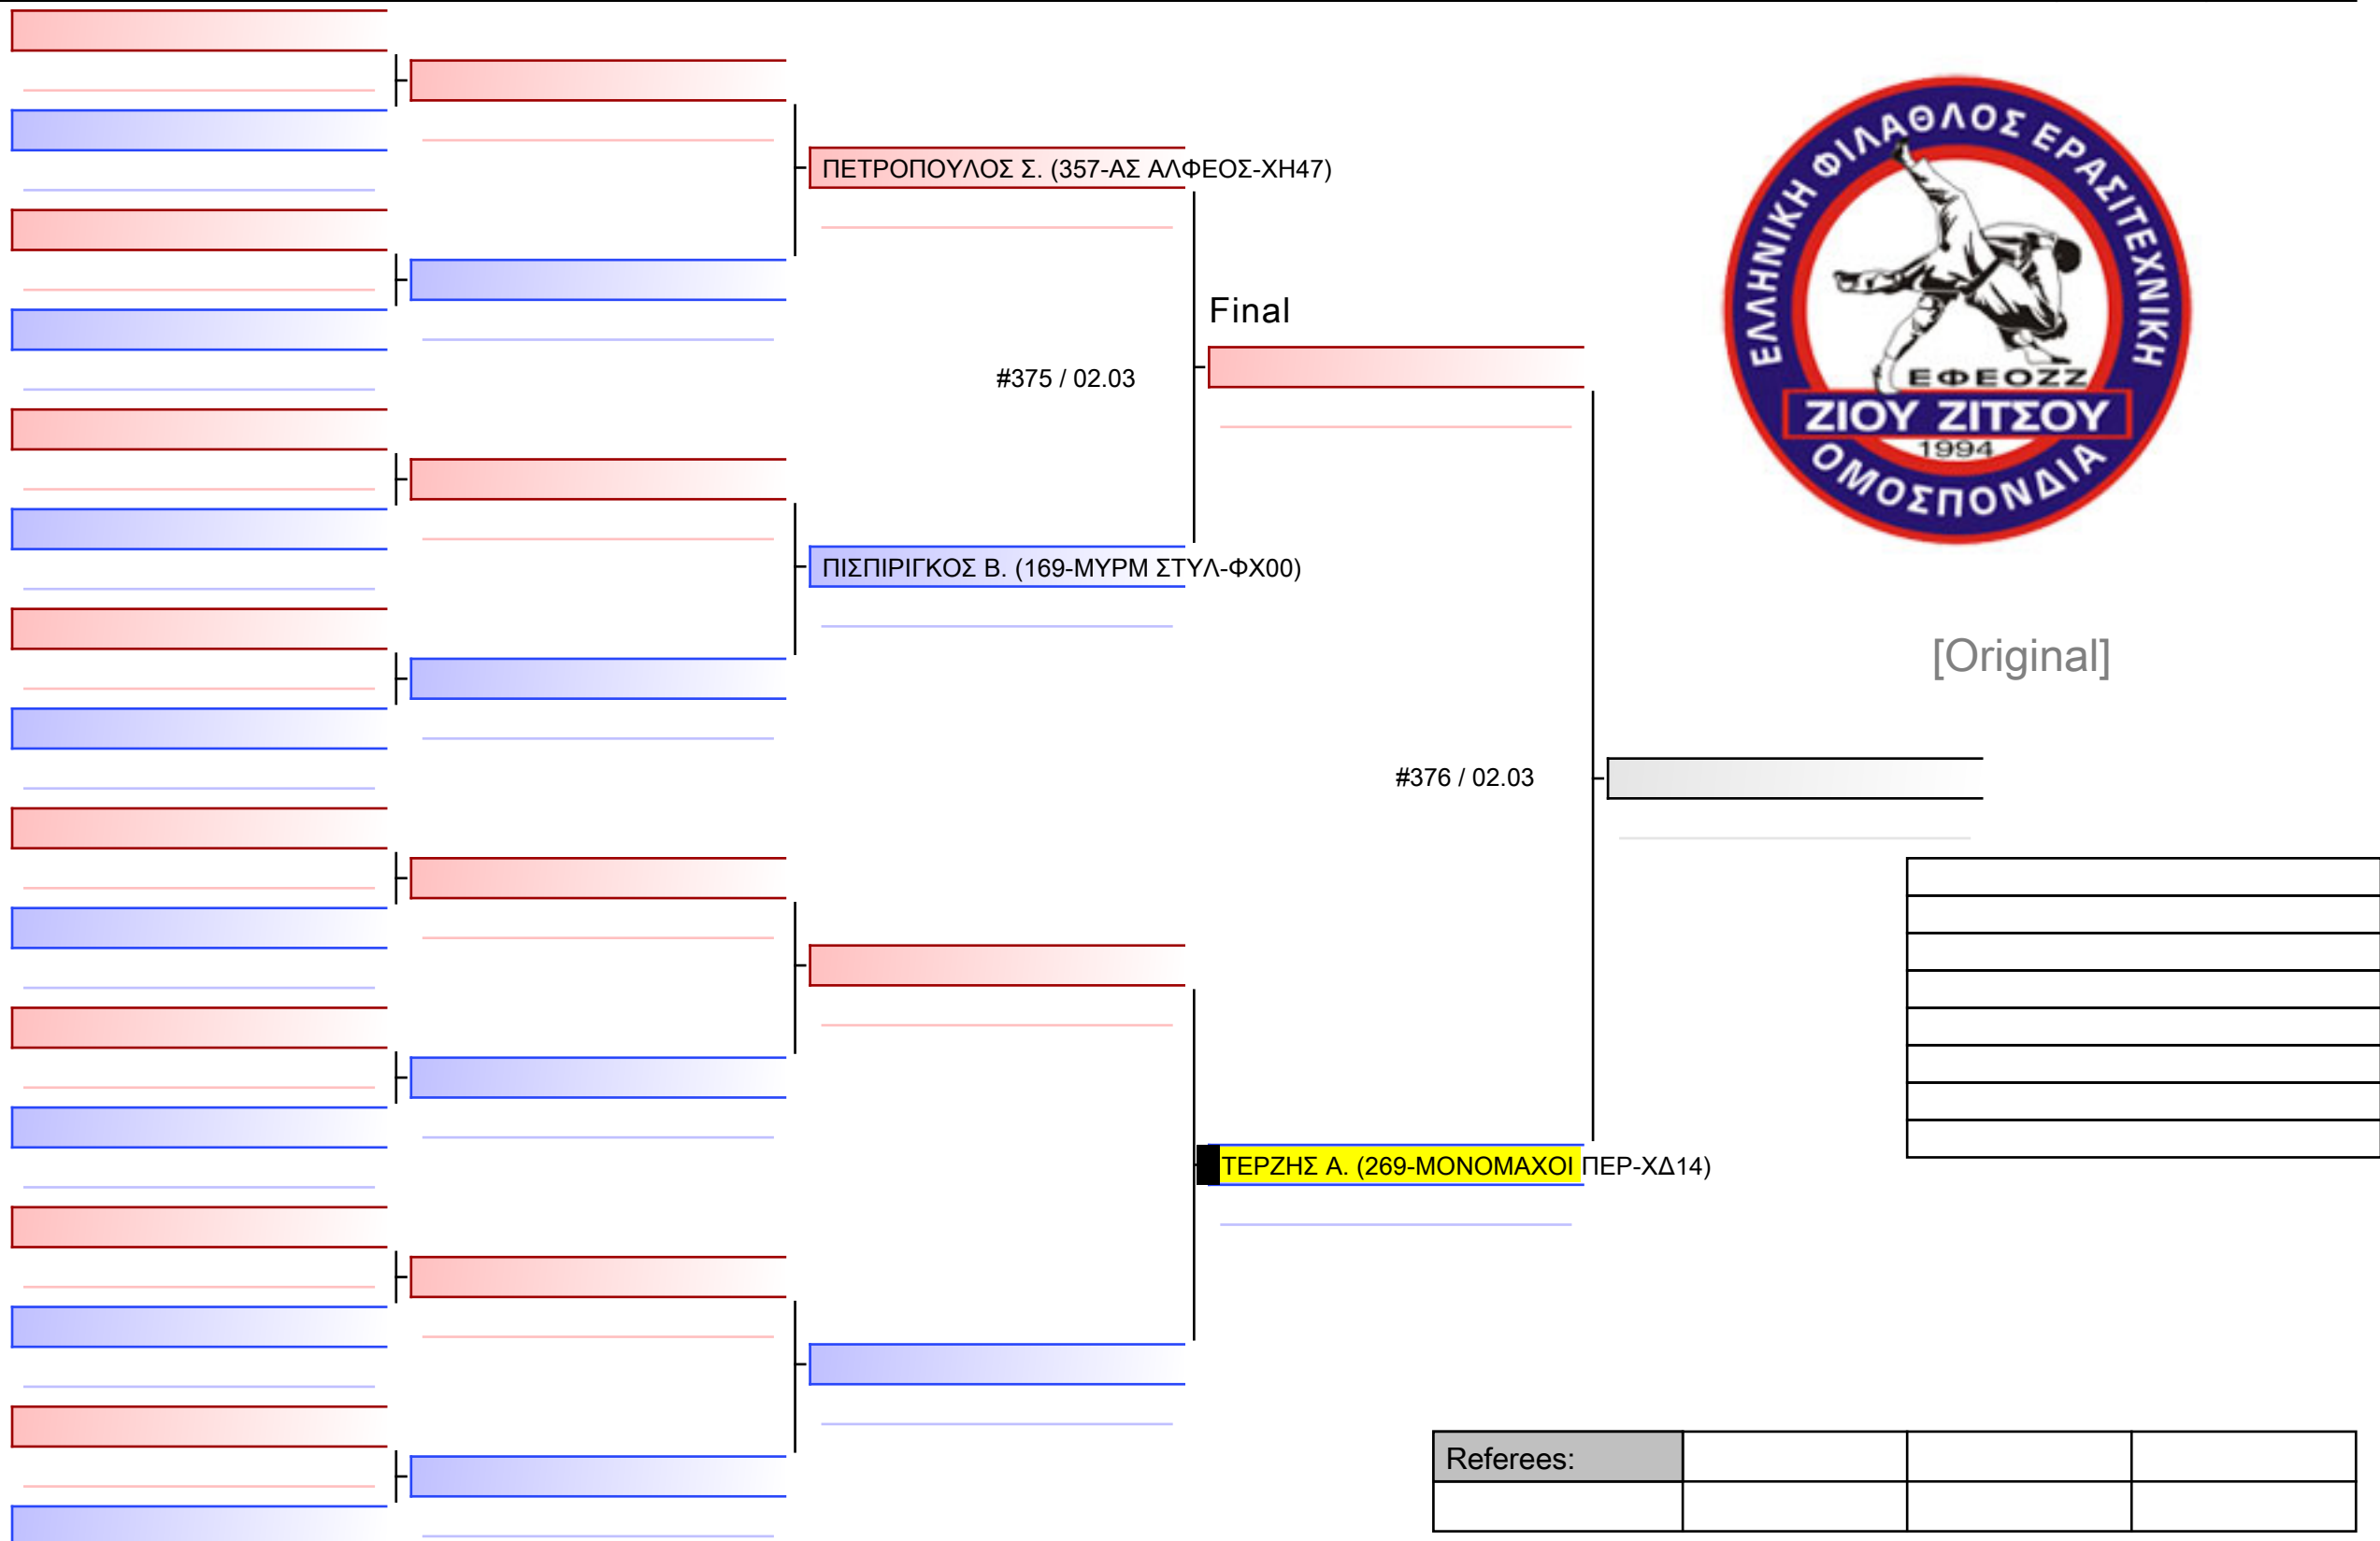 ΠΕΤΡΟΠΟΥΛΟΣ Σ. (357-ΑΣ ΑΛΦΕΟΣ-ΧΗ47)
Final
#375 / 02.03
ΠΙΣΠΙΡΙΓΚΟΣ Β. (169-ΜΥΡΜ ΣΤΥΛ-ΦΧ00)
ΕΛΛΗΝΙΚΗ ΦΙΛΑΘΛΟΣ ΕΡΑΣΙΤΕΧΝΙΚΗ
ΕΦΕΟΖΖ
ΖΙΟΥ ΖΙΤΣΟΥ
1994
ΟΜΟΣΠΟΝΔΙΑ
[Original]
#376 / 02.03
ΤΕΡΖΗΣ Α. (269-ΜΟΝΟΜΑΧΟΙ ΠΕΡ-ΧΔ14)
Referees: